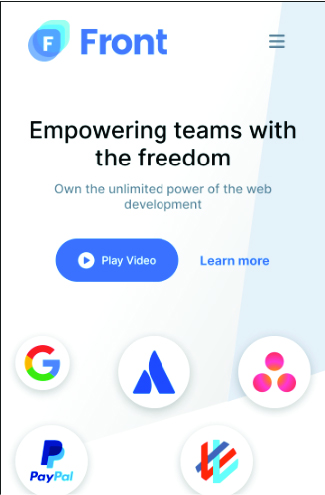 F Front
Empowering teams with
the freedom
Own the unlimited power of the web
development
Play Video Learn more
G
PayPal